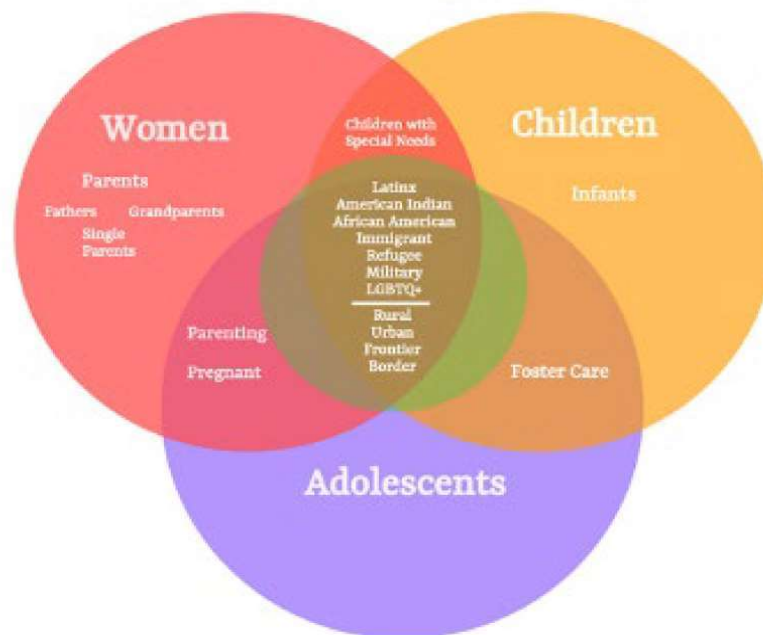 Women
Parents
Fathers Grandparents
Single
Parents
Children with
Special Needs
Children
Infants
Latinx
American Indian
African American
Immigrant
Refugee
Military
LGBTQ+
Rural
Urban
Frontier
Border
Parenting
Pregnant
Foster Care
Adolescents